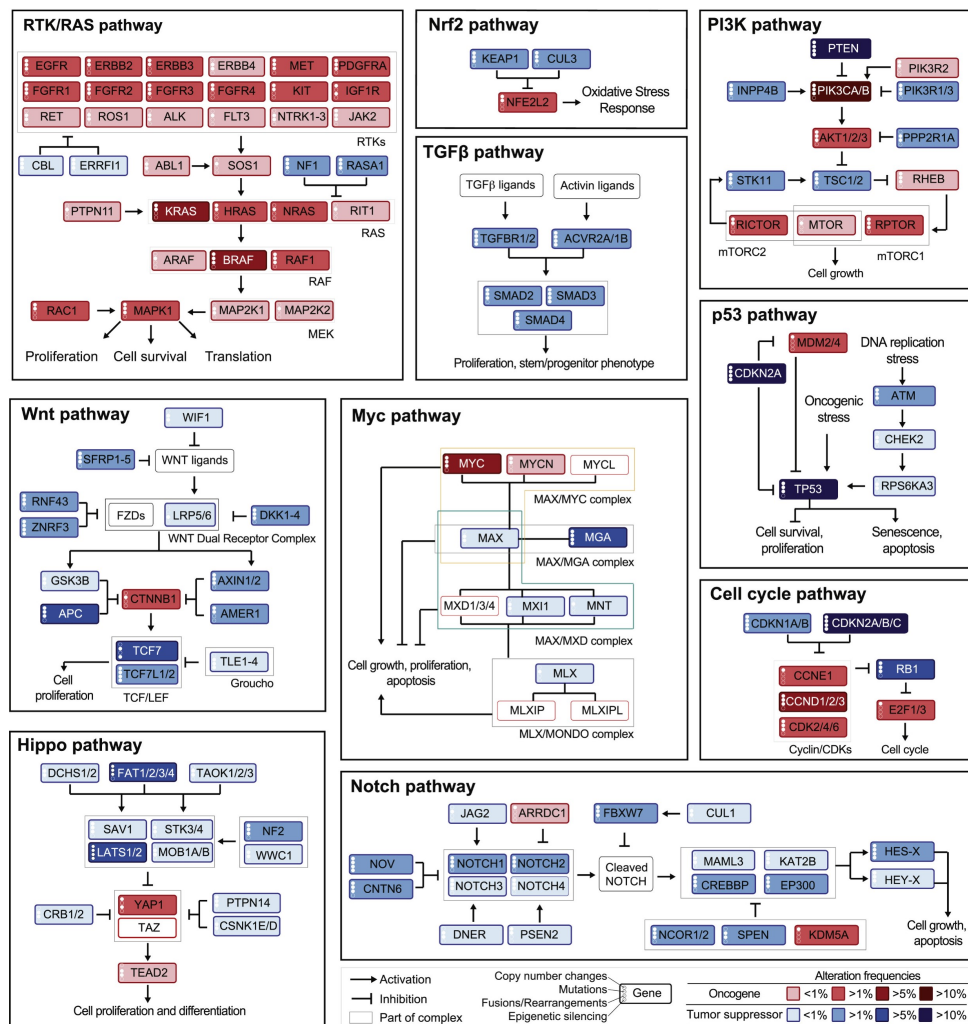 RTK/RAS pathway
EGFR ERBB2 ERBB3 ERBB4 MET PDGFRA
FGFR1 FGFR2 FGFR3 FGFR4 KIT IGF1R
RET ROS1 ALK FLT3 NTRK1-3 JAK2
RTKs
CBL ERRFI1 ABL1 SOS1 NF1 RASA1
PTPN11 KRAS HRAS NRAS RIT1
RAS
ARAF BRAF RAF1
RAF
RAC1 MAPK1 MAP2K1 MAP2K2
MEK
Proliferation Cell survival Translation
Nrf2 pathway
KEAP1 CUL3
NFE2L2 Oxidative Stress
Response
TGFβ pathway
TGFβ ligands Activin ligands
TGFBR1/2 ACVR2A/1B
SMAD2 SMAD3
SMAD4
Proliferation, stem/progenitor phenotype
PI3K pathway
PTEN
PIK3R2
INPP4B PIK3CA/B PIK3R1/3
AKT1/2/3 PPP2R1A
STK11 TSC1/2 RHEB
RICTOR MTOR RPTOR
mTORC2 mTORC1
Cell growth
p53 pathway
MDM2/4 DNA replication
stress
CDKN2A
ATM
Oncogenic
stress
CHEK2
TP53 RPS6KA3
Cell survival,
proliferation
Senescence,
apoptosis
Wnt pathway
WIF1
SFRP1-5 WNT ligands
RNF43
ZNRF3
FZDs LRP5/6 DKK1-4
WNT Dual Receptor Complex
GSK3B AXIN1/2
CTNNB1
APC AMER1
TCF7
TCF7L1/2
TLE1-4
Cell
proliferation
TCF/LEF
Groucho
Myc pathway
MYC MYCN MYCL
MAX/MYC complex
MAX MGA
MAX/MGA complex
MXD1/3/4 MXI1 MNT
MAX/MXD complex
Cell growth, proliferation,
apoptosis
MLX
MLXIP MLXIPL
MLX/MONDO complex
Cell cycle pathway
CDKN1A/B CDKN2A/B/C
CCNE1 RB1
CCND1/2/3 E2F1/3
CDK2/4/6
Cyclin/CDKs Cell cycle
Hippo pathway
DCHS1/2 FAT1/2/3/4 TAOK1/2/3
SAV1 STK3/4 NF2
LATS1/2 MOB1A/B WWC1
YAP1 PTPN14
CRB1/2
TAZ CSNK1E/D
TEAD2
Cell proliferation and differentiation
Notch pathway
JAG2 ARRDC1 FBXW7 CUL1
NOV NOTCH1 NOTCH2
CNTN6 NOTCH3 NOTCH4
Cleaved
NOTCH
MAML3 KAT2B
CREBBP EP300
HES-X
HEY-X
DNER PSEN2 NCOR1/2 SPEN KDM5A
Cell growth,
apoptosis
Activation
Inhibition
Part of complex
Copy number changes
Mutations
Fusions/Rearrangements
Epigenetic silencing
Gene
Alteration frequencies
Oncogene <1% >1% >5% >10%
Tumor suppressor <1% >1% >5% >10%